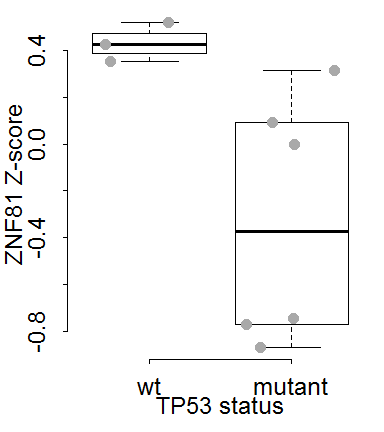 ZNF81 Z-score
0.4
0.0
-0.4
-0.8
wt
mutant
TP53 status